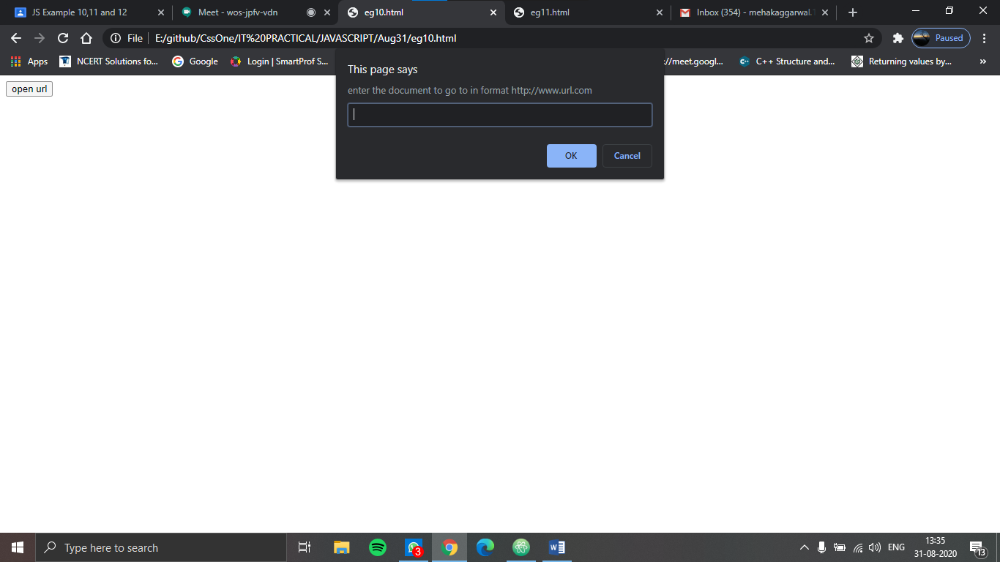 JS Example 10,11 and 12
Meet - wos-jpfv-vdn
eg10.html
eg11.html
Inbox (354) - mehakaggarwal.1
File
E:/github/CssOne/IT%20PRACTICAL/JAVASCRIPT/Aug31/eg10.html
Paused
Apps
NCERT Solutions fo...
Google
Login | SmartProf S...
://meet.googl...
C++ Structure and...
Returning values by...
»
open url
This page says
enter the document to go to in format http://www.url.com
OK
Cancel
Type here to search
3
ENG
13:35
31-08-2020
13